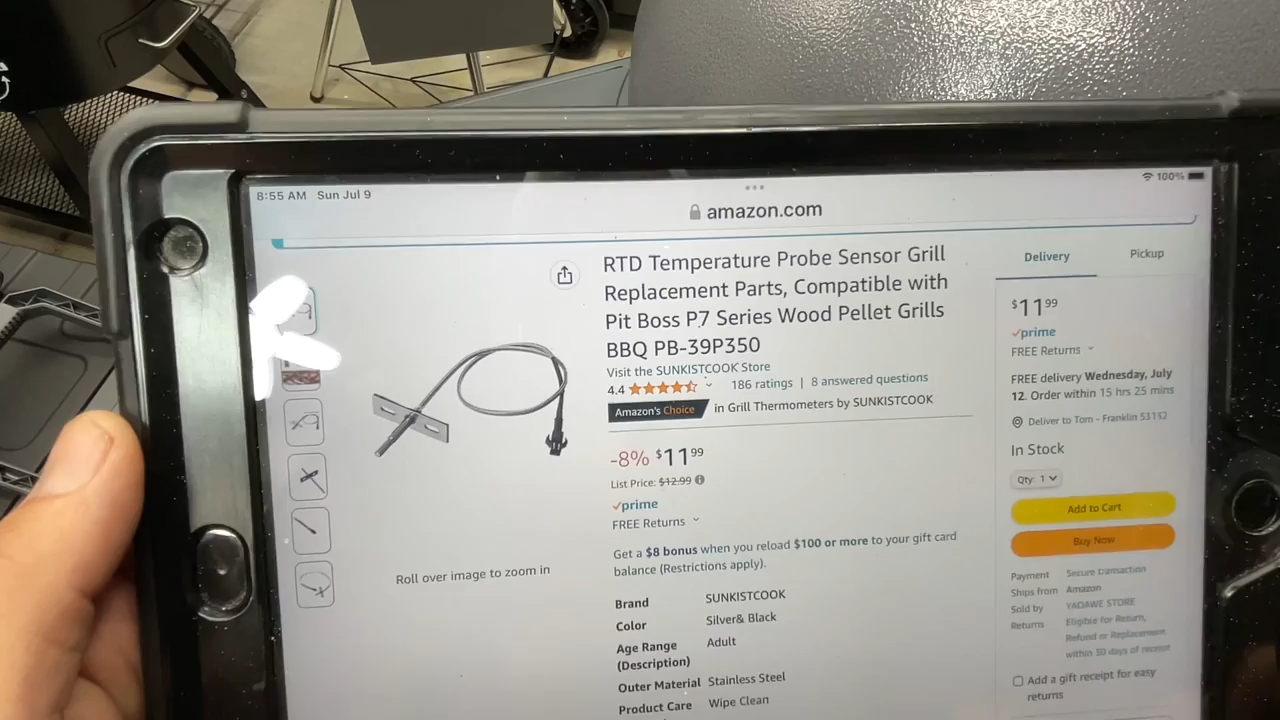 8:55 AM Sun Jul 9
100%
amazon.com
RTD Temperature Probe Sensor Grill
Replacement Parts, Compatible with
Pit Boss P7 Series Wood Pellet Grills
BBQ PB-39P350
Visit the SUNKISTCOOK Store
4.4 186 ratings | 8 answered questions
Amazon's Choice in Grill Thermometers by SUNKISTCOOK
-8% $11 99
List Price: $12.99
prime
FREE Returns
Get a $8 bonus when you reload $100 or more to your gift card
balance (Restrictions apply).
Brand SUNKISTCOOK
Color Silver& Black
Age Range Adult
(Description)
Outer Material Stainless Steel
Product Care Wipe Clean
Roll over image to zoom in
Delivery Pickup
$11 99
prime
FREE Returns
FREE delivery Wednesday, July
12. Order within 15 hrs 25 mins
Deliver to Tom - Franklin 53132
In Stock
Qty: 1
Add to Cart
Buy Now
Payment Secure transaction
Ships from Amazon
Sold by YADAWE STORE
Returns Eligible for Return,
Refund or Replacement
within 30 days of receipt
Add a gift receipt for easy
returns